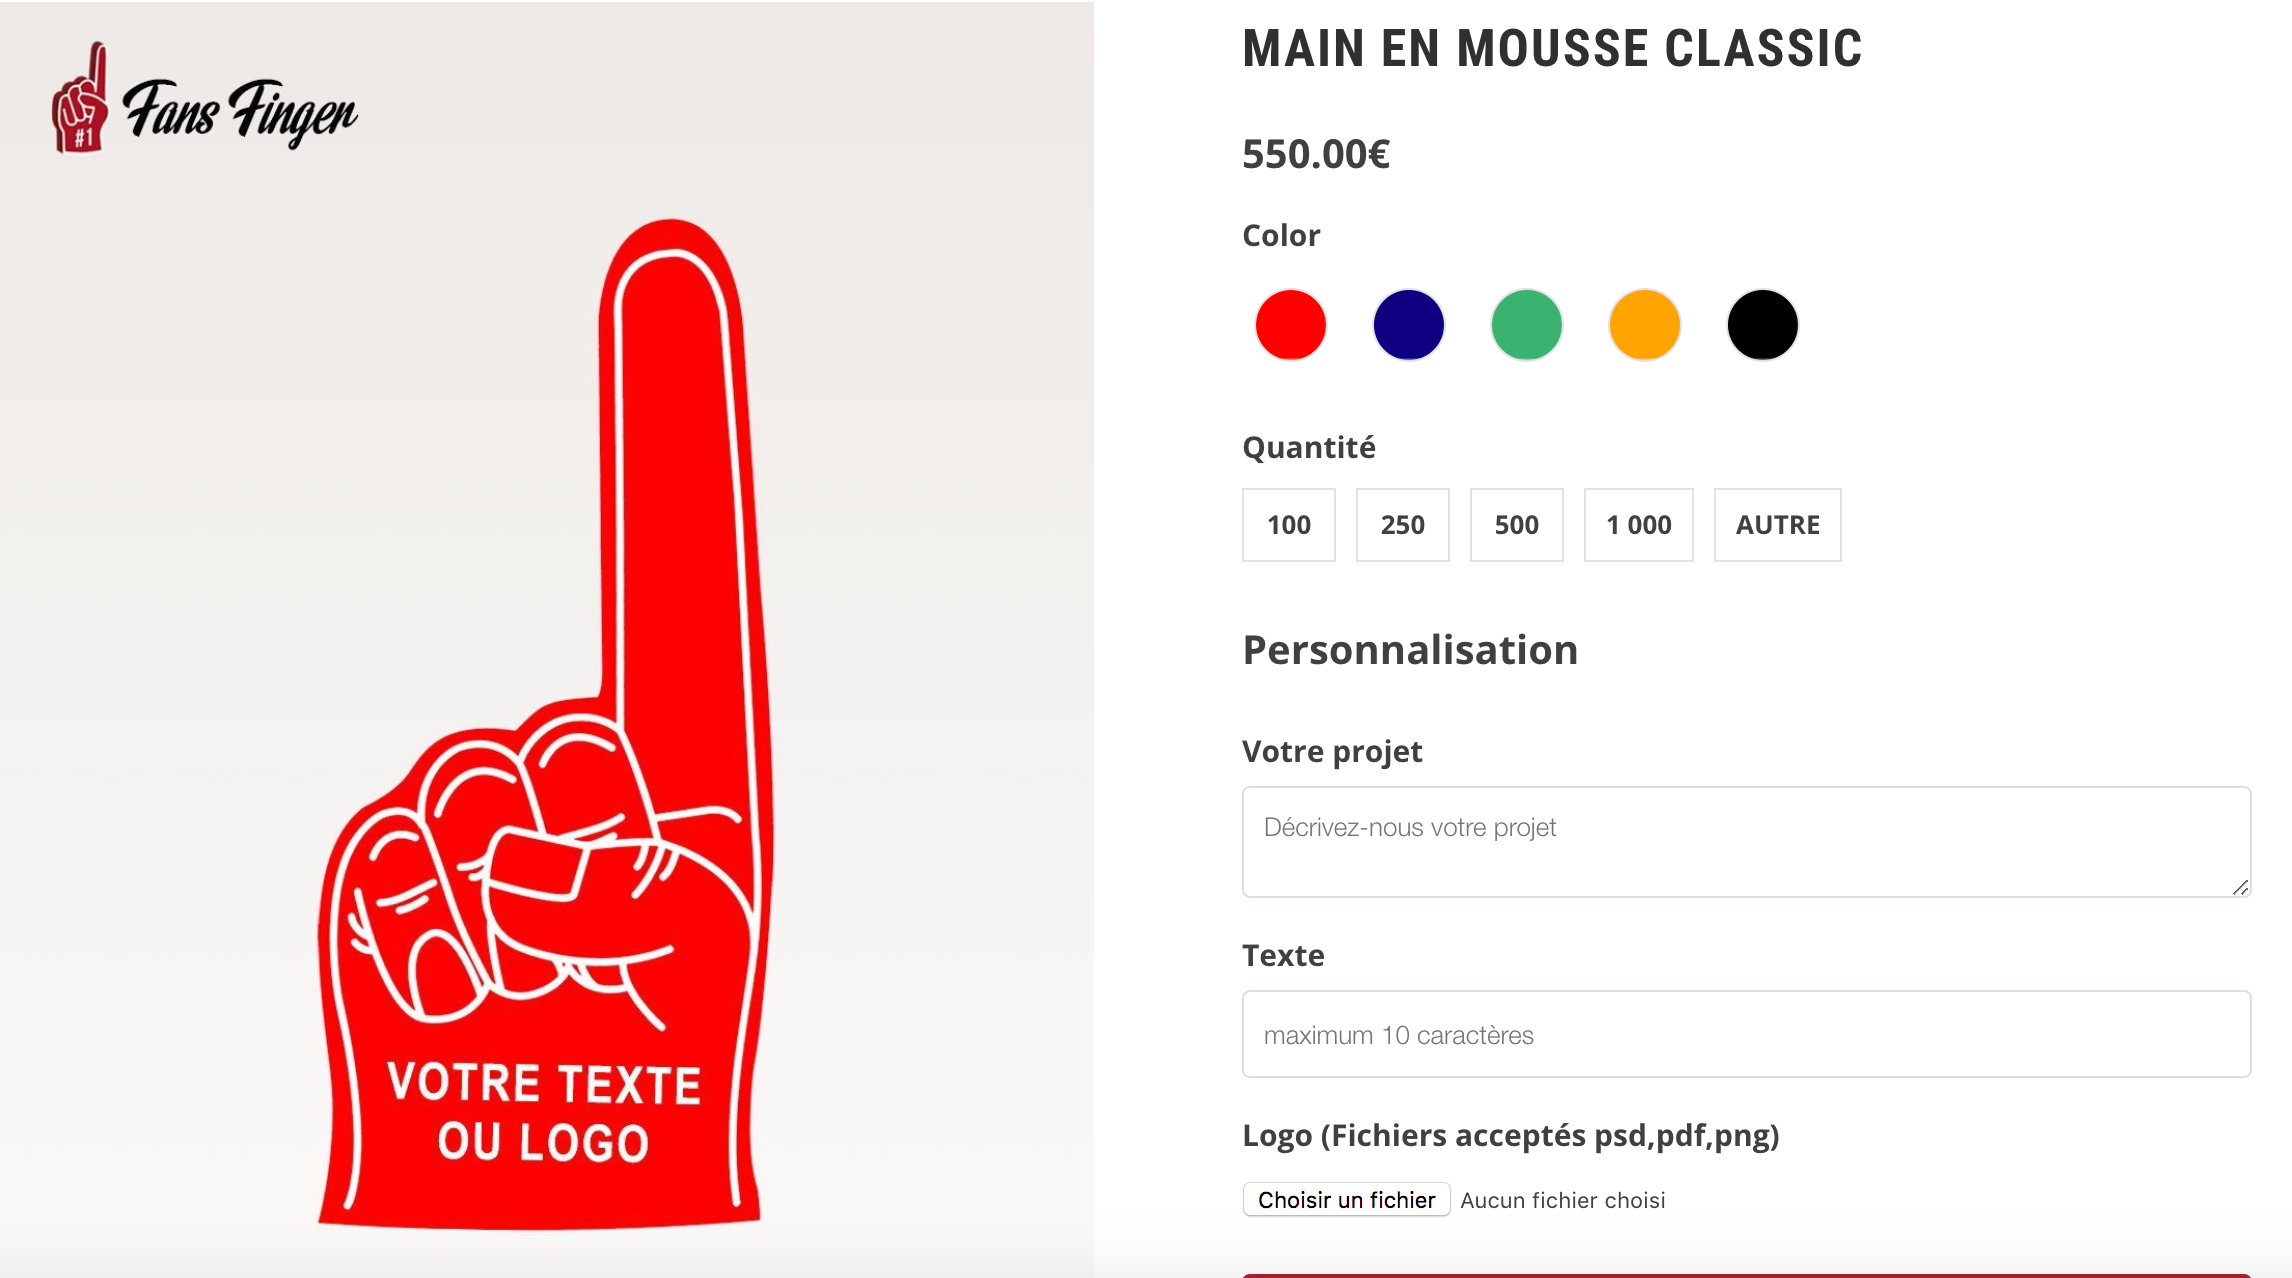 #1 Fans Finger
VOTRE TEXTE
OU LOGO
MAIN EN MOUSSE CLASSIC
550.00€
Color
Quantité
100 250 500 1 000 AUTRE
Personnalisation
Votre projet
Décrivez-nous votre projet
Texte
maximum 10 caractères
Logo (Fichiers acceptés psd,pdf,png)
Choisir un fichier Aucun fichier choisi